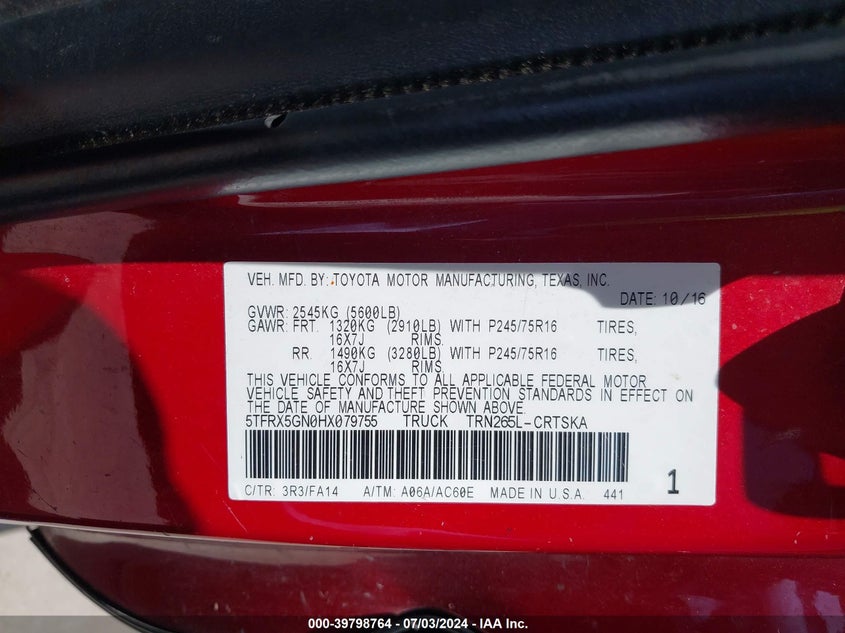 VEH. MFD. BY: TOYOTA MOTOR MANUFACTURING, TEXAS, INC.
DATE: 10/16
GVWR: 2545KG (5600LB)
GAWR: FRT. 1320KG (2910LB) WITH P245/75R16 TIRES,
16X7J RIMS.
RR. 1490KG (3280LB) WITH P245/75R16 TIRES,
16X7J RIMS.
THIS VEHICLE CONFORMS TO ALL APPLICABLE FEDERAL MOTOR
VEHICLE SAFETY AND THEFT PREVENTION STANDARDS IN EFFECT ON
THE DATE OF MANUFACTURE SHOWN ABOVE.
5TFRX5GN0HX079755 TRUCK TRN265L-CRTSKA
1
C/TR: 3R3/FA14 A/TM: A06A/AC60E MADE IN U.S.A. 441
000-39798764 / 07/03/2024 / IAA Inc.